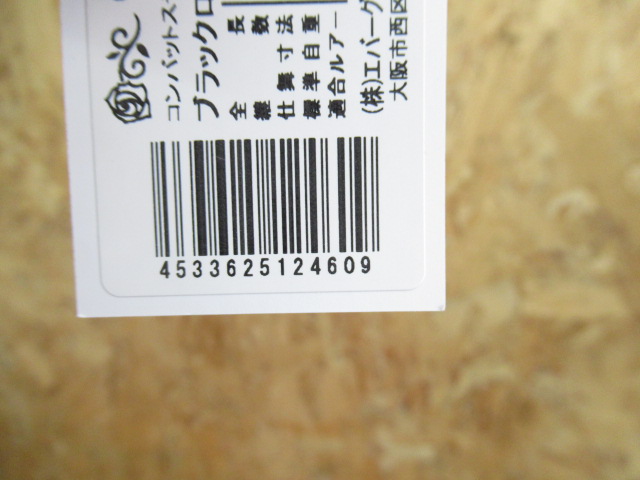 コンバットス
ブラックロ
全長
継数
仕舞寸法
標準自重
適合ルアー
(株)エバーグ
大阪市西区
4533625124609